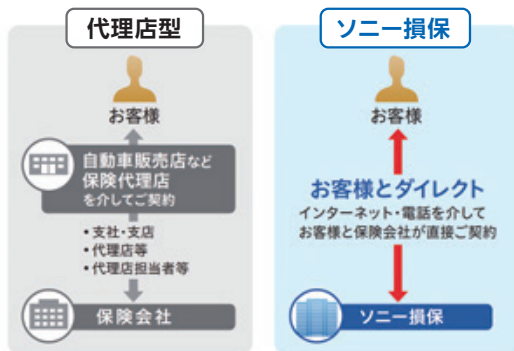 代理店型
お客様
自動車販売店など
保険代理店
を介してご契約
・支社・支店
・代理店等
・代理店担当者等
保険会社
ソニー損保
お客様
お客様とダイレクト
インターネット・電話を介して
お客様と保険会社が直接ご契約
ソニー損保